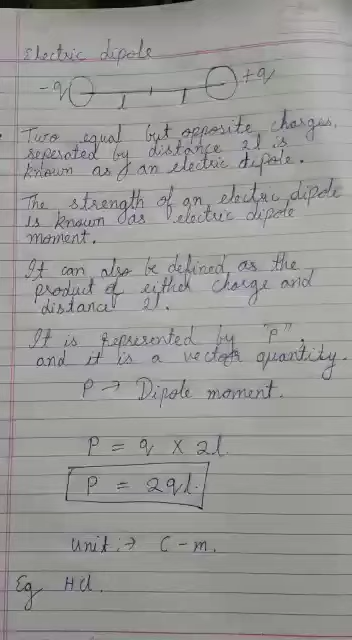 Electric dipole
-q +q
l l
Two equal but opposite charges,
seperated by distance 2l is
known as an electric dipole.
The strength of an electric dipole
is known as electric dipole
moment.
It can also be defined as the
product of either charge and
distance 2l.
It is represented by "P",
and it is a vector quantity.
P → Dipole moment.
P = q × 2l.
P = 2ql.
Unit :→ C-m.
Eg HCl.